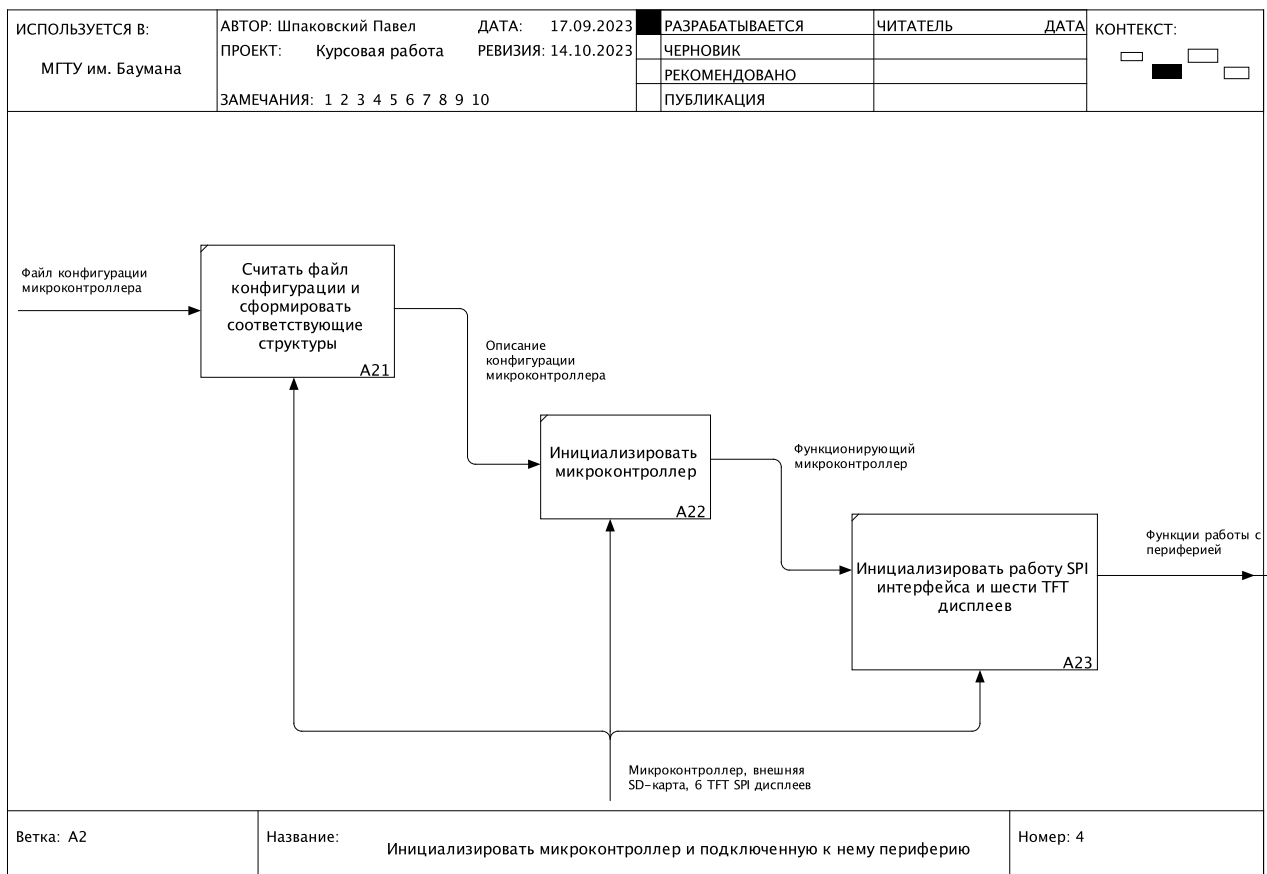 ИСПОЛЬЗУЕТСЯ В:
МГТУ им. Баумана
АВТОР: Шпаковский Павел ДАТА: 17.09.2023
ПРОЕКТ: Курсовая работа РЕВИЗИЯ: 14.10.2023
ЗАМЕЧАНИЯ: 1 2 3 4 5 6 7 8 9 10
РАЗРАБАТЫВАЕТСЯ
ЧЕРНОВИК
РЕКОМЕНДОВАНО
ПУБЛИКАЦИЯ
ЧИТАТЕЛЬ ДАТА
КОНТЕКСТ:
Файл конфигурации
микроконтроллера
Считать файл
конфигурации и
сформировать
соответствующие
структуры
A21
Описание
конфигурации
микроконтроллера
Инициализировать
микроконтроллер
A22
Функционирующий
микроконтроллер
Инициализировать работу SPI
интерфейса и шести TFT
дисплеев
A23
Функции работы с
периферией
Микроконтроллер, внешняя
SD-карта, 6 TFT SPI дисплеев
Ветка: A2
Название:
Инициализировать микроконтроллер и подключенную к нему периферию
Номер: 4